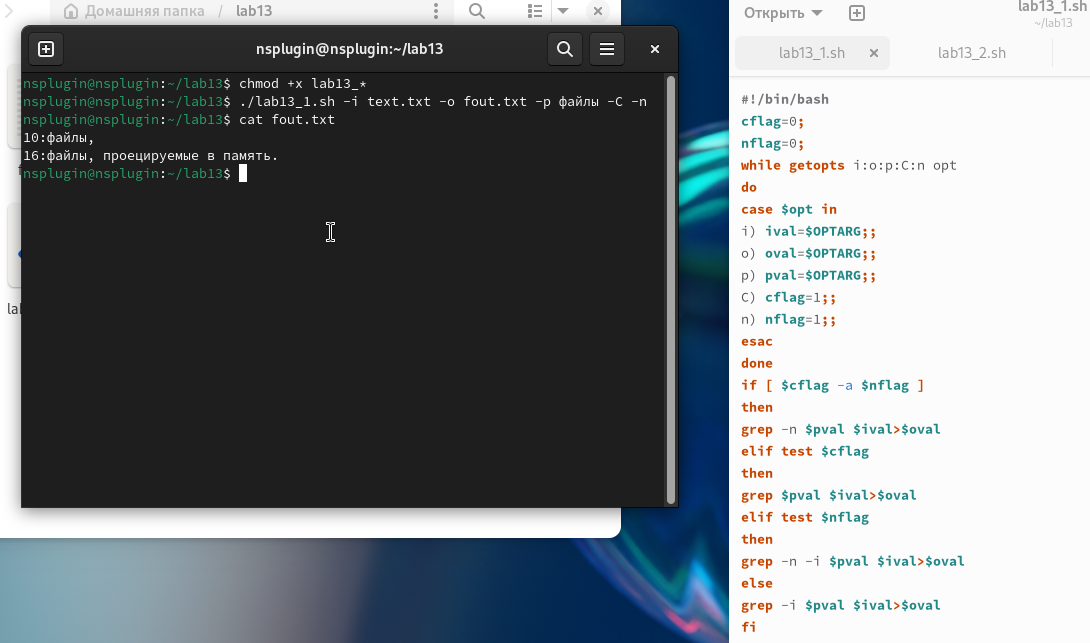 Домашняя папка / lab13
nsplugin@nsplugin:~/lab13
nsplugin@nsplugin:~/lab13$ chmod +x lab13_*
nsplugin@nsplugin:~/lab13$ ./lab13_1.sh -i text.txt -o fout.txt -p файлы -C -n
nsplugin@nsplugin:~/lab13$ cat fout.txt
10:файлы,
16:файлы, проецируемые в память.
nsplugin@nsplugin:~/lab13$
Открыть
lab13_1.sh
~/lab13
lab13_1.sh lab13_2.sh
#!/bin/bash
cflag=0;
nflag=0;
while getopts i:o:p:C:n opt
do
case $opt in
i) ival=$OPTARG;;
o) oval=$OPTARG;;
p) pval=$OPTARG;;
C) cflag=1;;
n) nflag=1;;
esac
done
if [ $cflag -a $nflag ]
then
grep -n $pval $ival>$oval
elif test $cflag
then
grep $pval $ival>$oval
elif test $nflag
then
grep -n -i $pval $ival>$oval
else
grep -i $pval $ival>$oval
fi